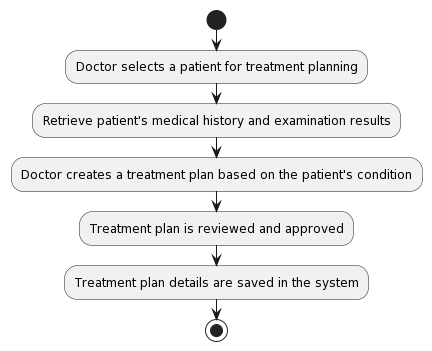 Doctor selects a patient for treatment planning
Retrieve patient's medical history and examination results
Doctor creates a treatment plan based on the patient's condition
Treatment plan is reviewed and approved
Treatment plan details are saved in the system